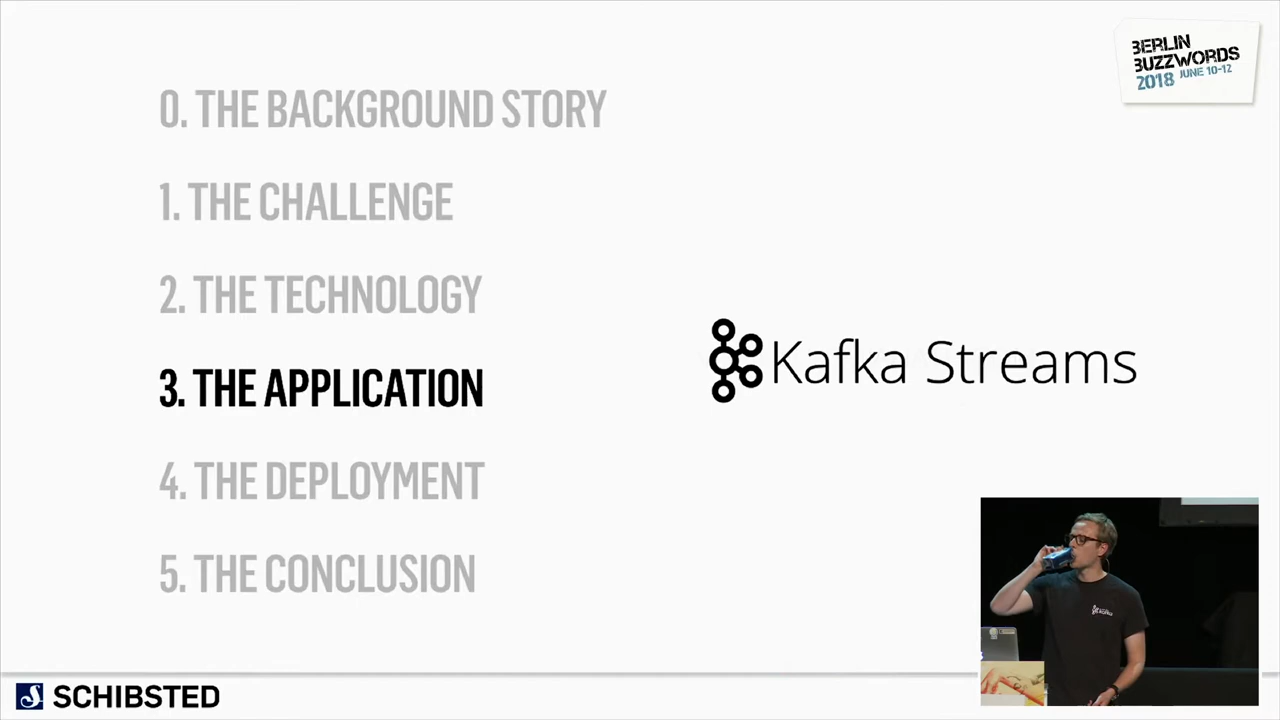 BERLIN
BUZZWORDS
2018 JUNE 10-12
0. THE BACKGROUND STORY
1. THE CHALLENGE
2. THE TECHNOLOGY
3. THE APPLICATION
Kafka Streams
4. THE DEPLOYMENT
5. THE CONCLUSION
SCHIBSTED